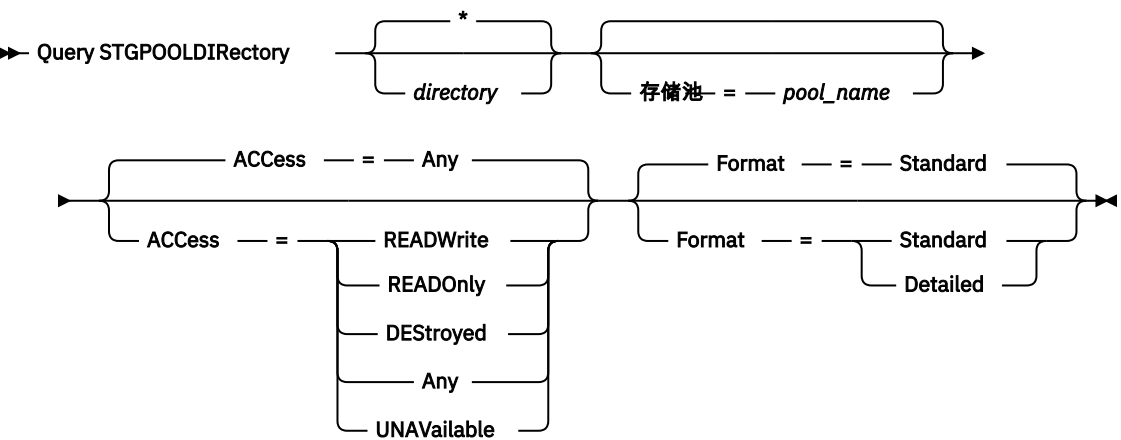 *
Query STGPOOLDIRectory
directory
存储池 = pool_name
ACCess = Any
Format = Standard
ACCess = READWrite
READOnly
DEStroyed
Any
UNAVailable
Format = Standard
Detailed